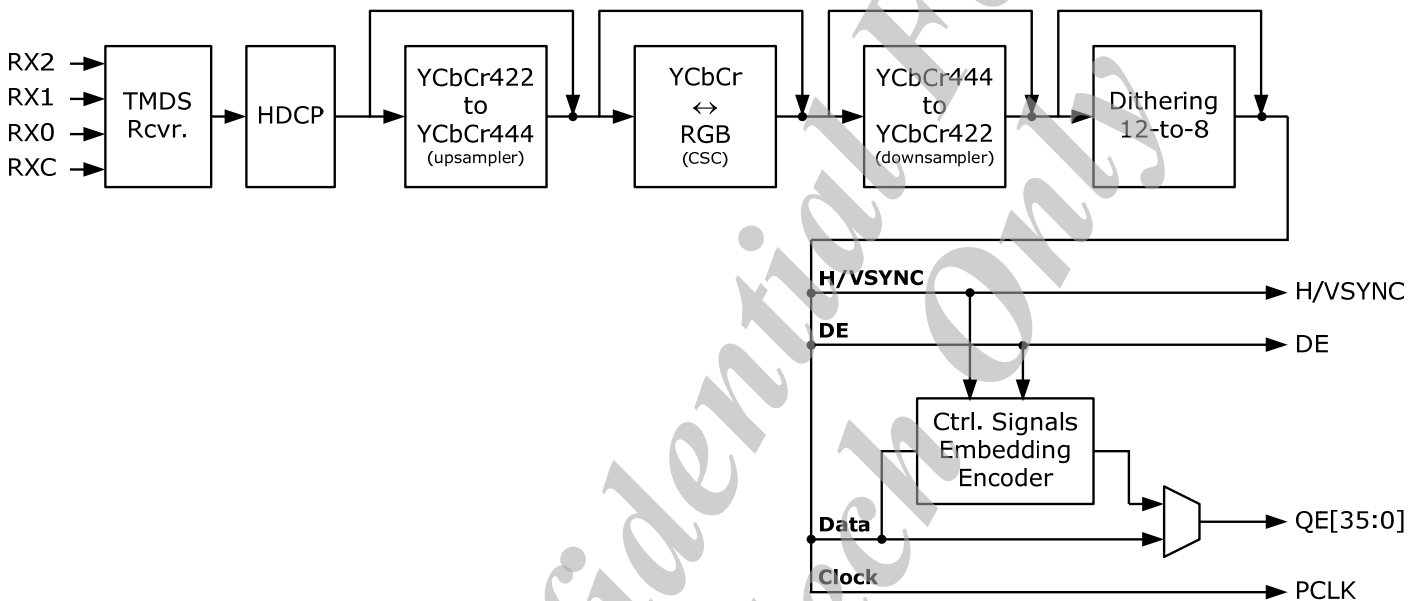 RX2
RX1
RX0
RXC
TMDS
Rcvr.
HDCP
YCbCr422
to
YCbCr444
(upsampler)
YCbCr
↔
RGB
(CSC)
YCbCr444
to
YCbCr422
(downsampler)
Dithering
12-to-8
H/VSYNC
H/VSYNC
DE
DE
Ctrl. Signals
Embedding
Encoder
Data
QE[35:0]
Clock
PCLK
Only